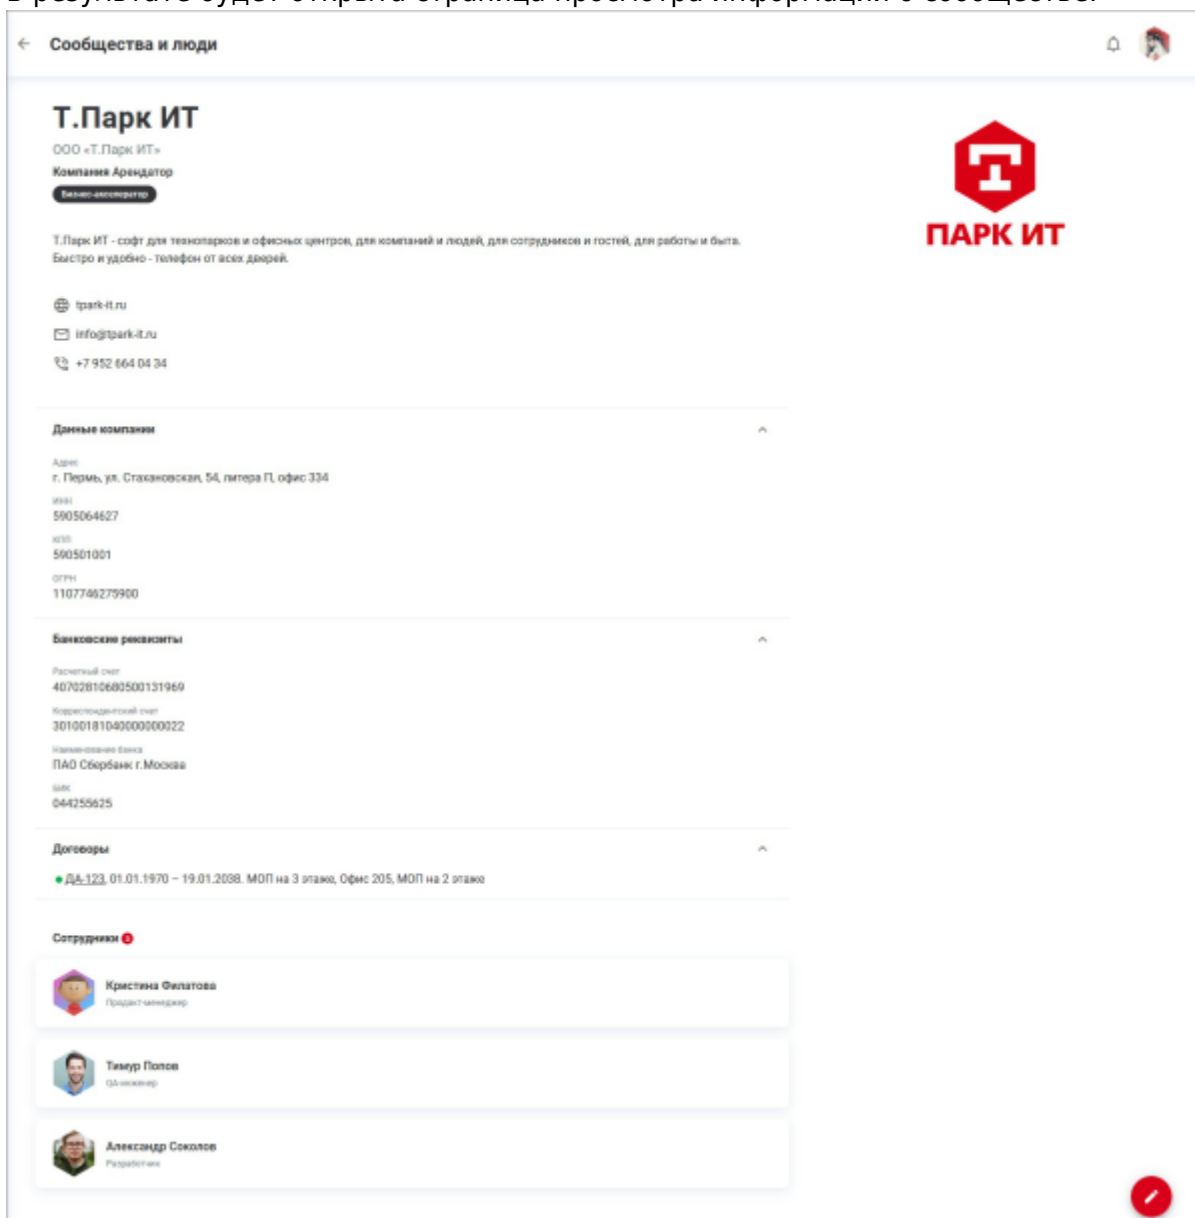 В результате будет открыта страница просмотра информации о сообществе.
Сообщества и люди
Т.Парк ИТ
ООО «Т.Парк ИТ»
Компания Арендатор
Бизнес-акселератор
Т.Парк ИТ - софт для технопарков и офисных центров, для компаний и людей, для сотрудников и гостей, для работы и быта.
Быстро и удобно - телефон от всех дверей.
tpark-it.ru
info@tpark-it.ru
+7 952 664 04 34
ПАРК ИТ
Данные компании
Адрес
г. Пермь, ул. Стахановская, 54, литера П, офис 334
ИНН
5905064627
КПП
590501001
ОГРН
1107746275900
Банковские реквизиты
Расчетный счет
40702810680500131969
Корреспондентский счет
30100181040000000022
Наименование банка
ПАО Сбербанк г.Москва
БИК
044255625
Договоры
ДА-123, 01.01.1970 – 19.01.2038. МОП на 3 этаже, Офис 205, МОП на 2 этаже
Сотрудники 3
Кристина Филатова
Продакт-менеджер
Тимур Попов
QA-инженер
Александр Соколов
Разработчик